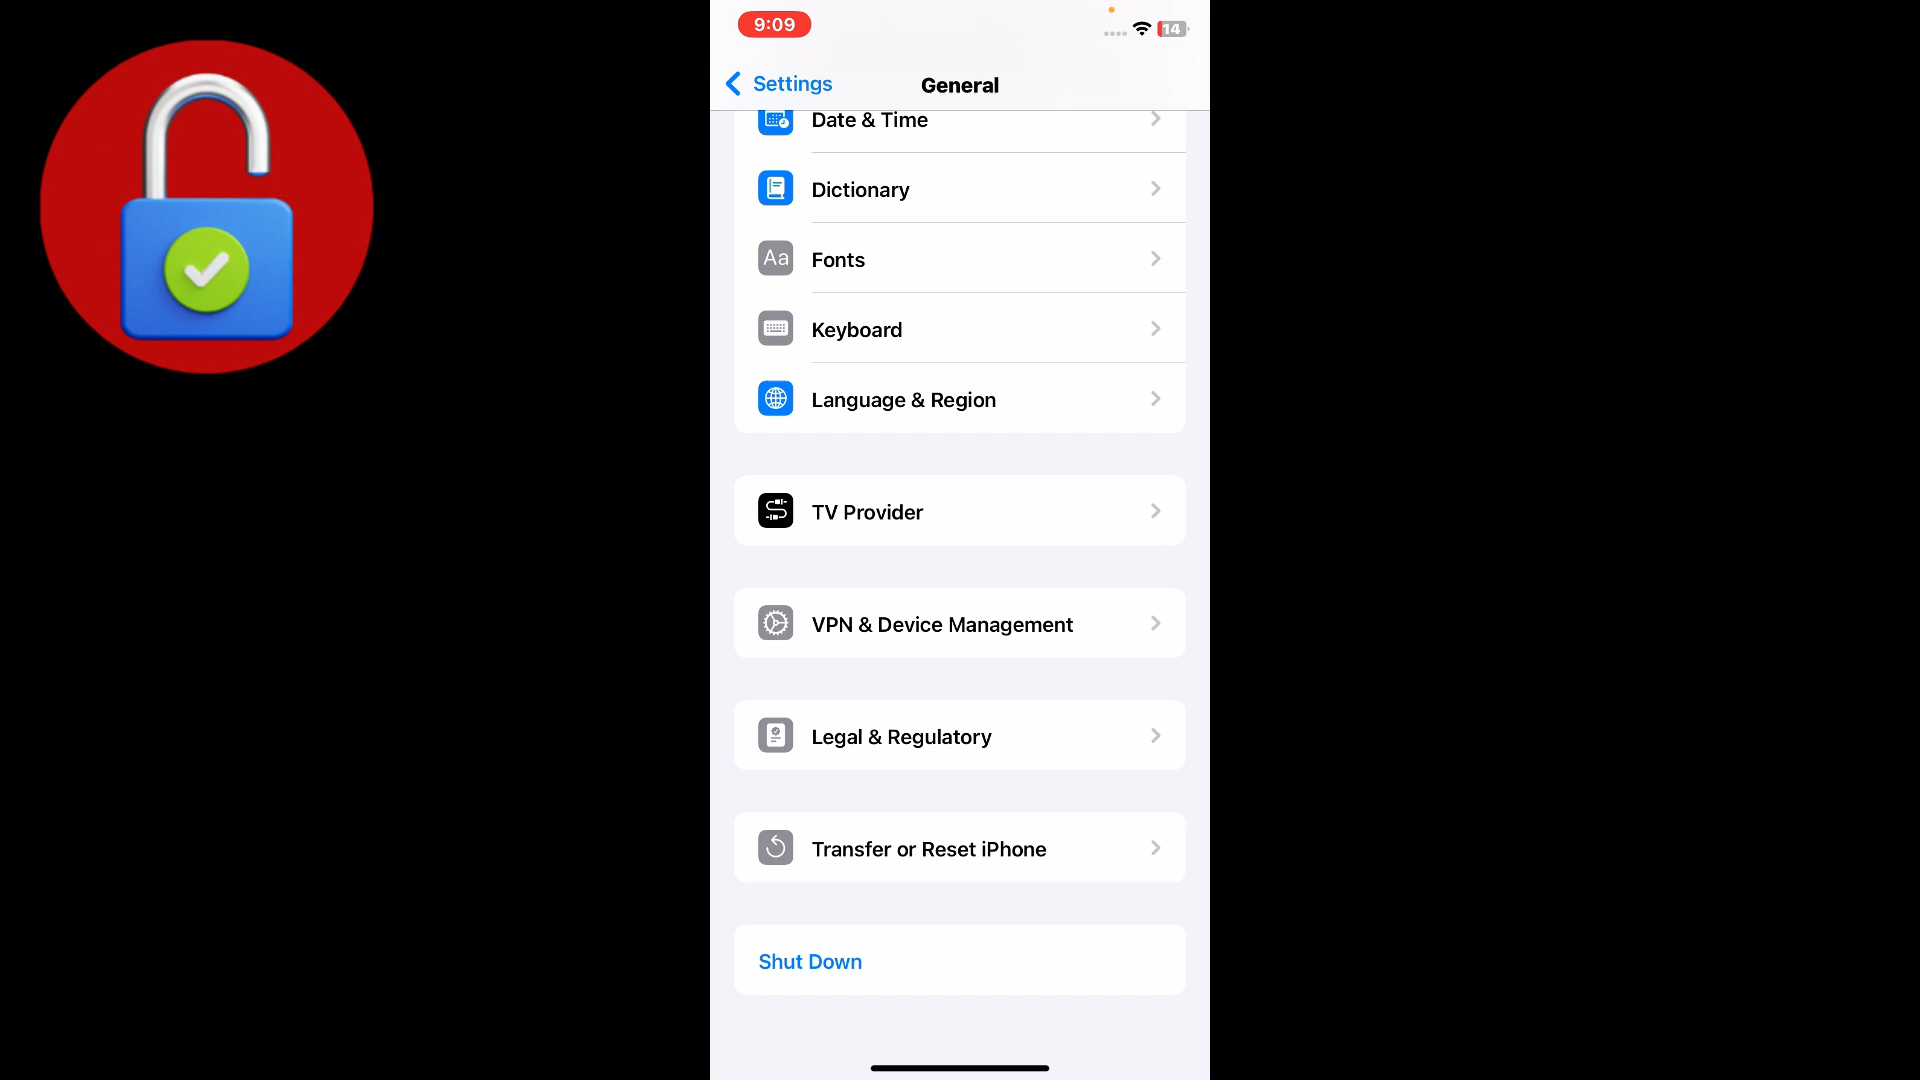 9:09
14
Settings
General
Date & Time
Dictionary
Aa
Fonts
Keyboard
Language & Region
TV Provider
VPN & Device Management
Legal & Regulatory
Transfer or Reset iPhone
Shut Down